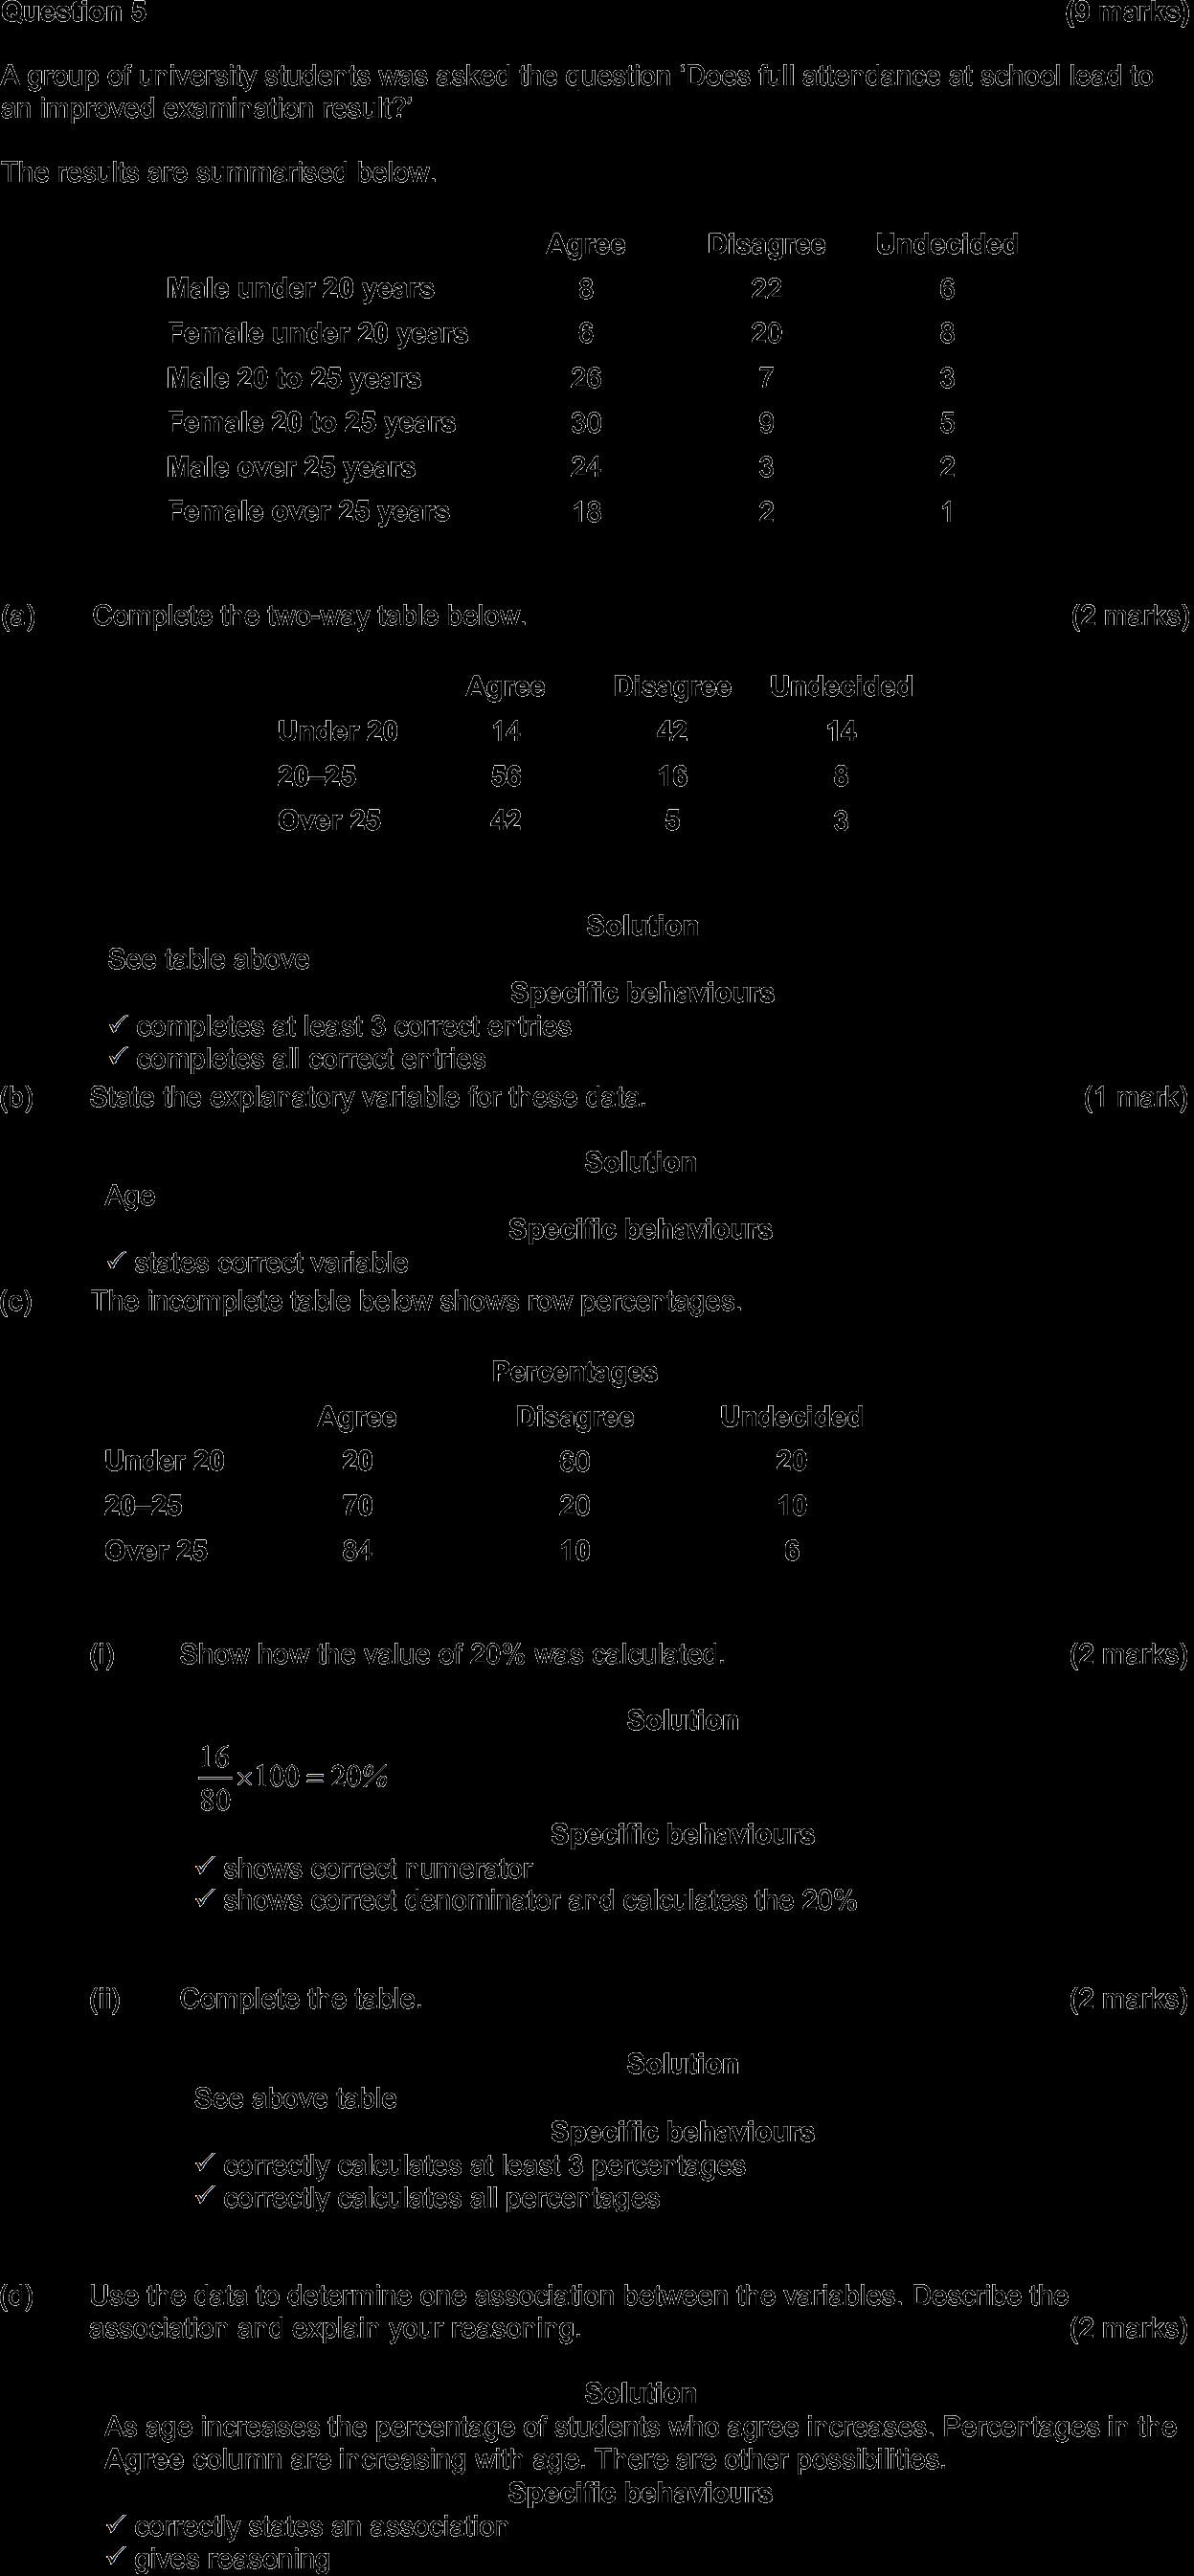 Question 5 (9 marks)
A group of university students was asked the question ‘Does full attendance at school lead to
an improved examination result?’
The results are summarised below.
Agree Disagree Undecided
Male under 20 years 8 22 6
Female under 20 years 6 20 8
Male 20 to 25 years 26 7 3
Female 20 to 25 years 30 9 5
Male over 25 years 24 3 2
Female over 25 years 18 2 1
(a) Complete the two-way table below. (2 marks)
Agree Disagree Undecided
Under 20 14 42 14
20–25 56 16 8
Over 25 42 5 3
Solution
See table above
Specific behaviours
✓ completes at least 3 correct entries
✓ completes all correct entries
(b) State the explanatory variable for these data. (1 mark)
Solution
Age
Specific behaviours
✓ states correct variable
(c) The incomplete table below shows row percentages.
Percentages
Agree Disagree Undecided
Under 20 20 60 20
20–25 70 20 10
Over 25 84 10 6
(i) Show how the value of 20% was calculated. (2 marks)
Solution
16/80 × 100 = 20%
Specific behaviours
✓ shows correct numerator
✓ shows correct denominator and calculates the 20%
(ii) Complete the table. (2 marks)
Solution
See above table
Specific behaviours
✓ correctly calculates at least 3 percentages
✓ correctly calculates all percentages
(d) Use the data to determine one association between the variables. Describe the
association and explain your reasoning. (2 marks)
Solution
As age increases the percentage of students who agree increases. Percentages in the
Agree column are increasing with age. There are other possibilities.
Specific behaviours
✓ correctly states an association
✓ gives reasoning